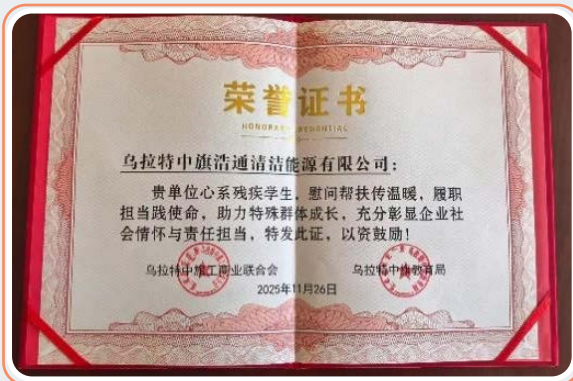 荣誉证书
HONORARY CREDENTIAL
乌拉特中旗浩通清洁能源有限公司：
贵单位心系残疾学生，慰问帮扶传温暖，履职
担当践使命，助力特殊群体成长，充分彰显企业社
会情怀与责任担当，特发此证，以资鼓励！
乌拉特中旗工商业联合会 乌拉特中旗教育局
2025年11月26日